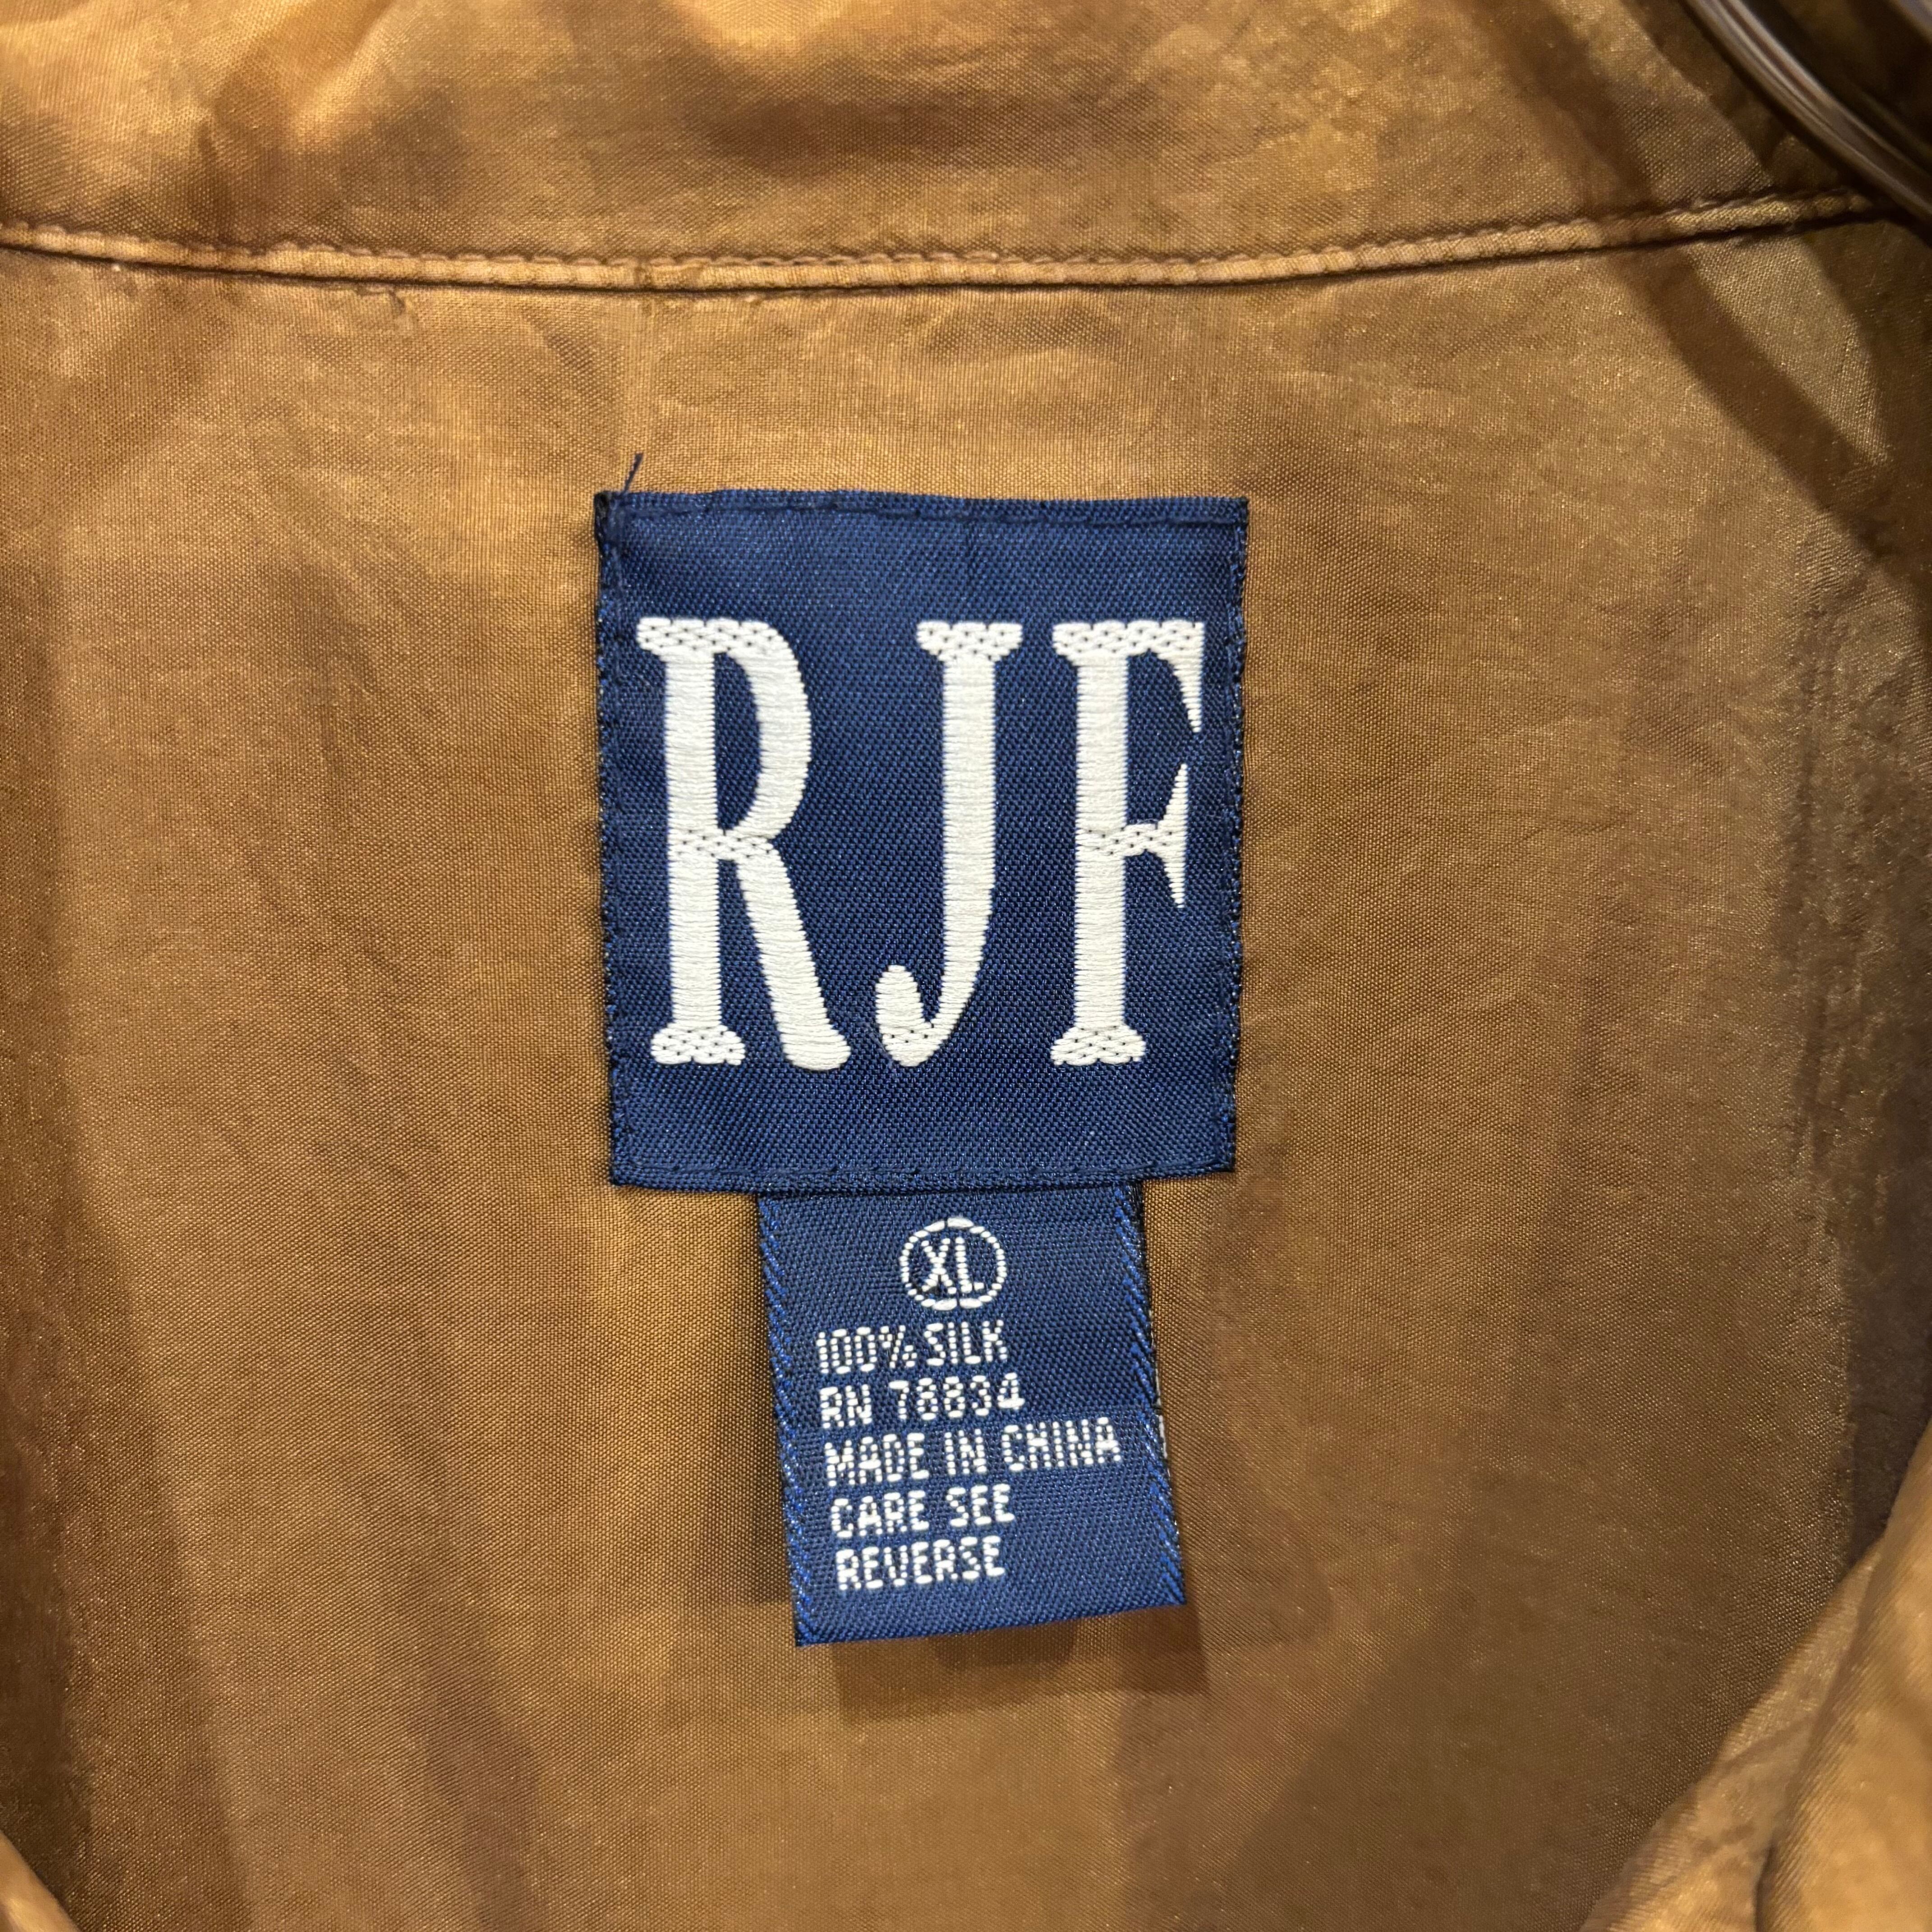 RJF
XL
100% SILK
RN 78834
MADE IN CHINA
CARE SEE
REVERSE